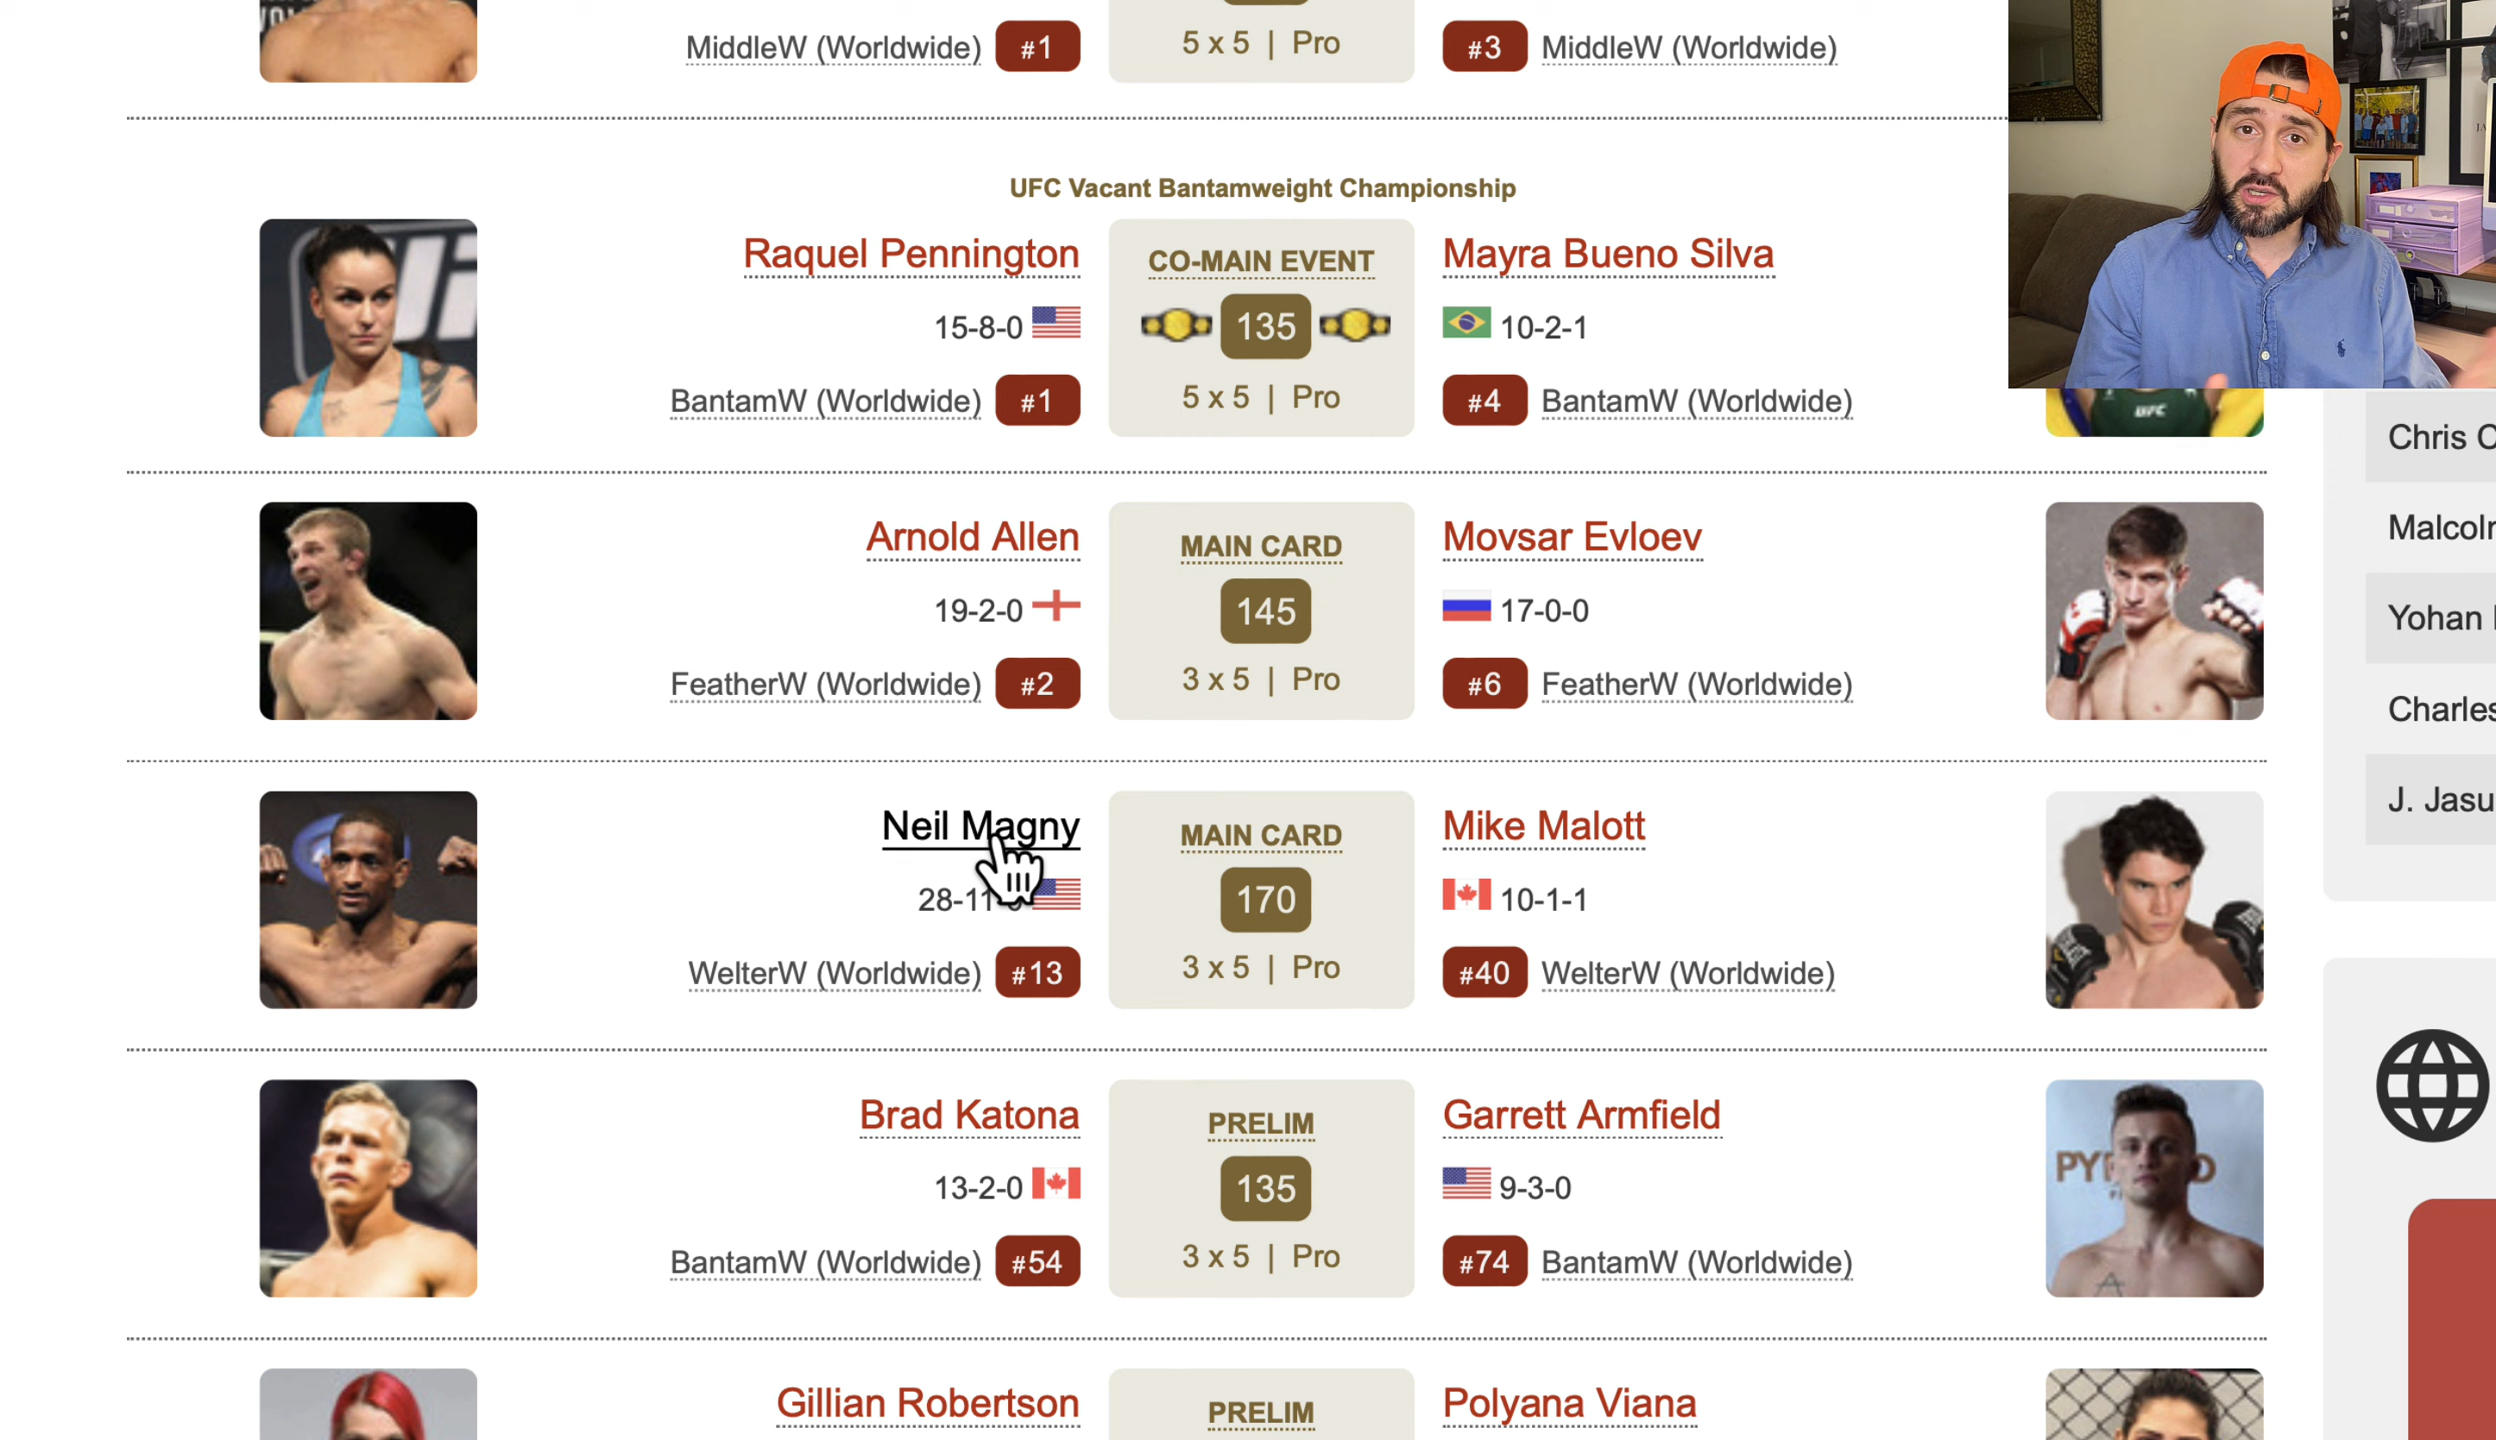 MiddleW (Worldwide) #1 5 x 5 | Pro #3 MiddleW (Worldwide)
UFC Vacant Bantamweight Championship
Raquel Pennington CO-MAIN EVENT Mayra Bueno Silva
15-8-0 135 10-2-1
BantamW (Worldwide) #1 5 x 5 | Pro #4 BantamW (Worldwide)
UFC
Chris
Arnold Allen MAIN CARD Movsar Evloev
19-2-0 145 17-0-0
FeatherW (Worldwide) #2 3 x 5 | Pro #6 FeatherW (Worldwide)
Yohan
Charles
Neil Magny MAIN CARD Mike Malott
J. Jasu
28-11 170 10-1-1
WelterW (Worldwide) #13 3 x 5 | Pro #40 WelterW (Worldwide)
Brad Katona PRELIM Garrett Armfield
13-2-0 135 9-3-0
BantamW (Worldwide) #54 3 x 5 | Pro #74 BantamW (Worldwide)
Gillian Robertson PRELIM Polyana Viana